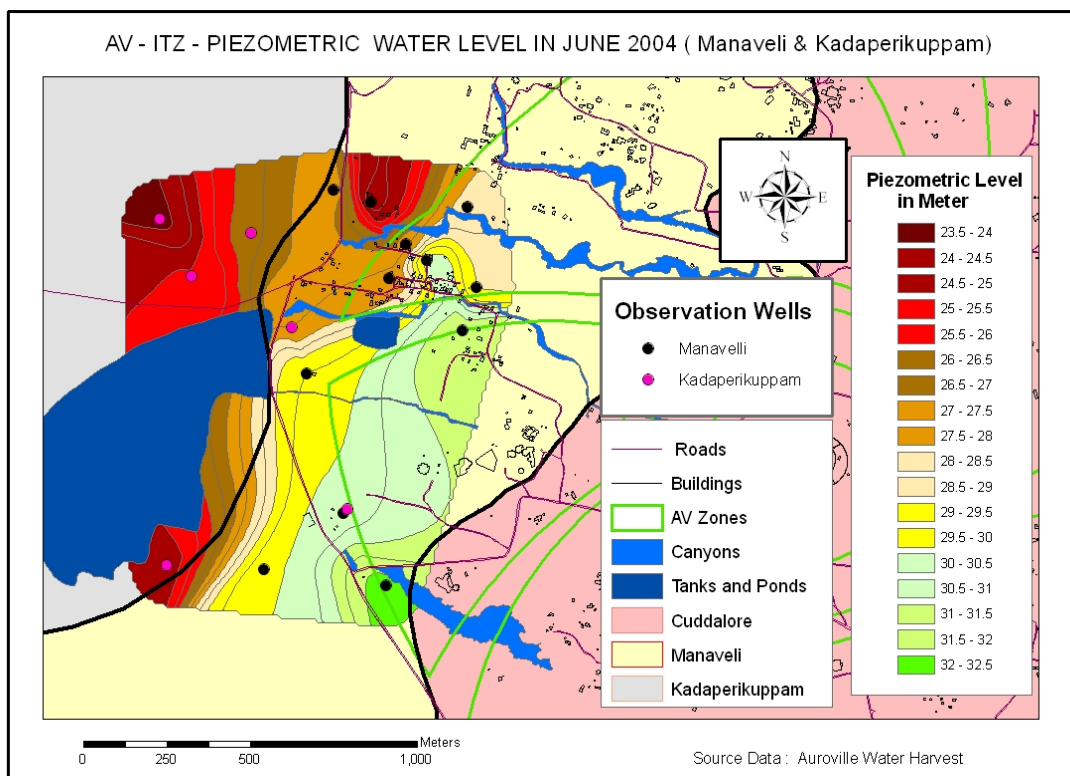 AV - ITZ - PIEZOMETRIC WATER LEVEL IN JUNE 2004 ( Manaveli & Kadaperikuppam)
N
W E
S
Piezometric Level
in Meter
23.5 - 24
24 - 24.5
24.5 - 25
25 - 25.5
25.5 - 26
26 - 26.5
26.5 - 27
27 - 27.5
27.5 - 28
28 - 28.5
28.5 - 29
29 - 29.5
29.5 - 30
30 - 30.5
30.5 - 31
31 - 31.5
31.5 - 32
32 - 32.5
Observation Wells
Manavelli
Kadaperikuppam
Roads
Buildings
AV Zones
Canyons
Tanks and Ponds
Cuddalore
Manaveli
Kadaperikuppam
Meters
0 250 500 1,000
Source Data : Auroville Water Harvest